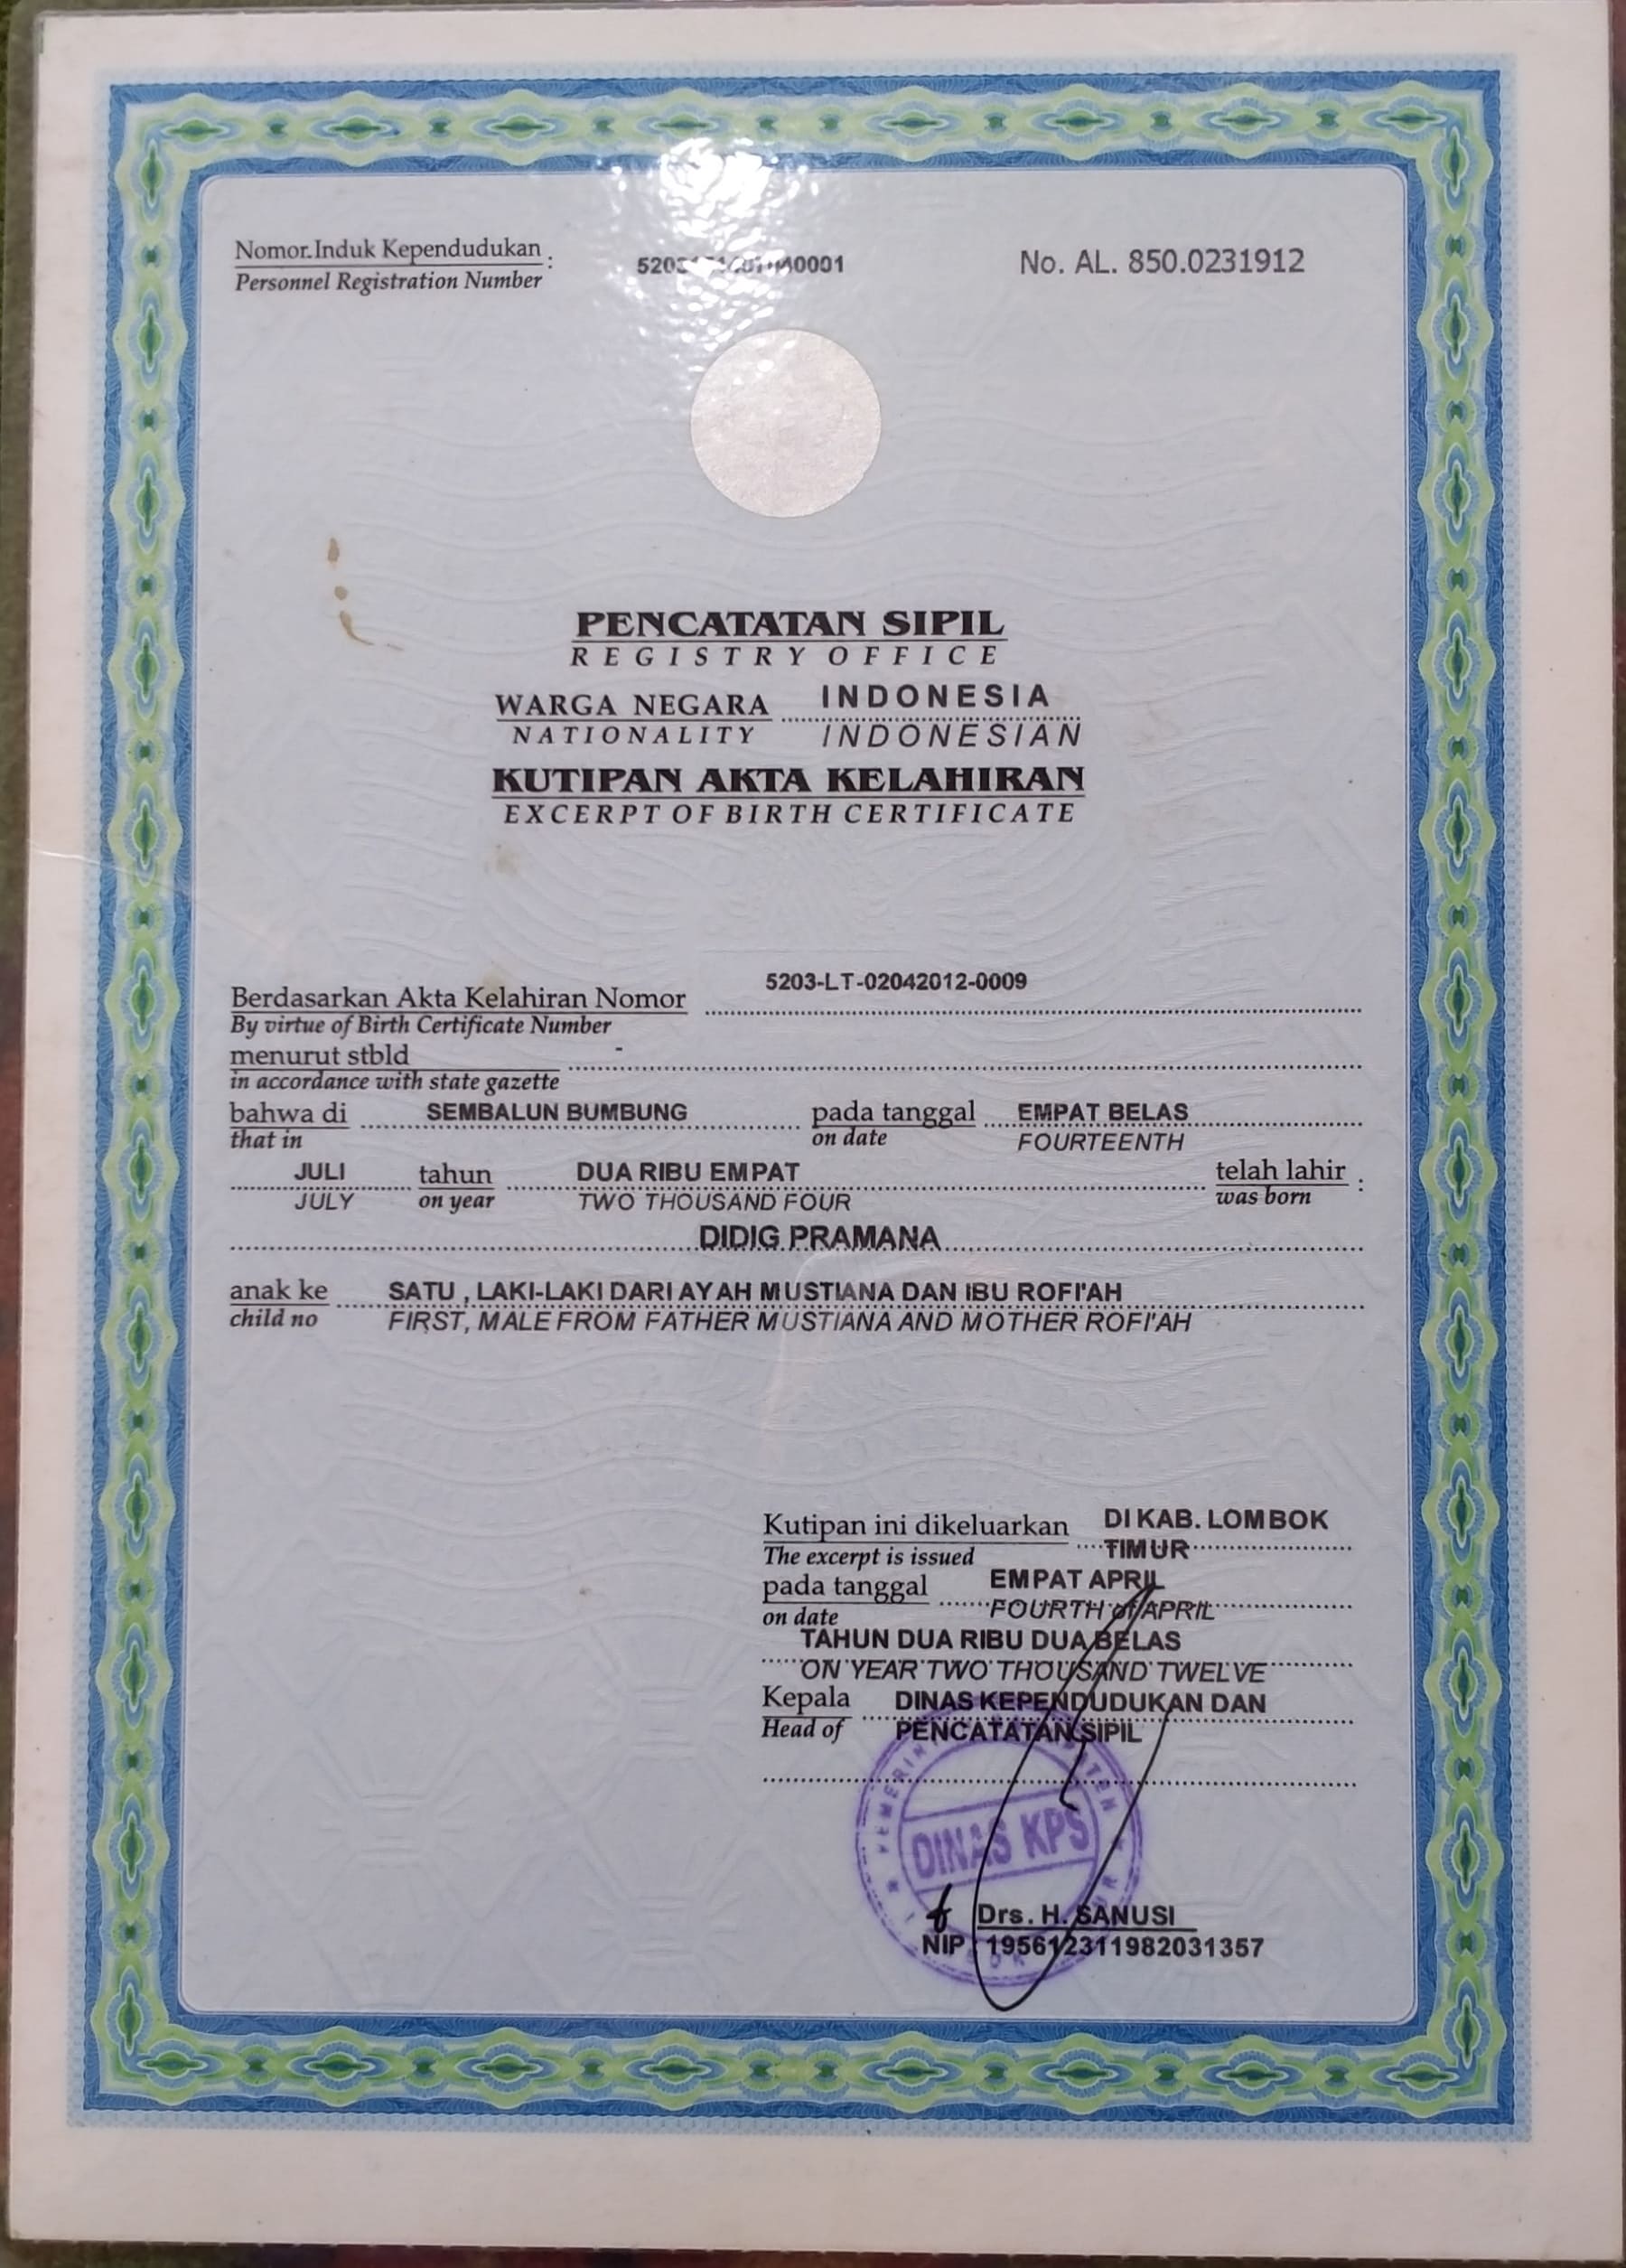 Nomor Induk Kependudukan :
Personnel Registration Number
No. AL. 850.0231912
PENCATATAN SIPIL
REGISTRY OFFICE
WARGA NEGARA INDONESIA
NATIONALITY INDONESIAN
KUTIPAN AKTA KELAHIRAN
EXCERPT OF BIRTH CERTIFICATE
Berdasarkan Akta Kelahiran Nomor 5203-LT-02042012-0009
By virtue of Birth Certificate Number
menurut stbld -
in accordance with state gazette
bahwa di SEMBALUN BUMBUNG pada tanggal EMPAT BELAS
that in on date FOURTEENTH
JULI tahun DUA RIBU EMPAT telah lahir :
JULY on year TWO THOUSAND FOUR was born
DIDIG PRAMANA
anak ke SATU , LAKI-LAKI DARI AYAH MUSTIANA DAN IBU ROFI'AH
child no FIRST, MALE FROM FATHER MUSTIANA AND MOTHER ROFI'AH
Kutipan ini dikeluarkan DI KAB. LOMBOK
The excerpt is issued TIMUR
pada tanggal EMPAT APRIL
on date FOURTH of APRIL
TAHUN DUA RIBU DUA BELAS
ON YEAR TWO THOUSAND TWELVE
Kepala DINAS KEPENDUDUKAN DAN
Head of PENCATATAN SIPIL
DINAS KPS
Drs. H. SANUSI
NIP : 195612311982031357